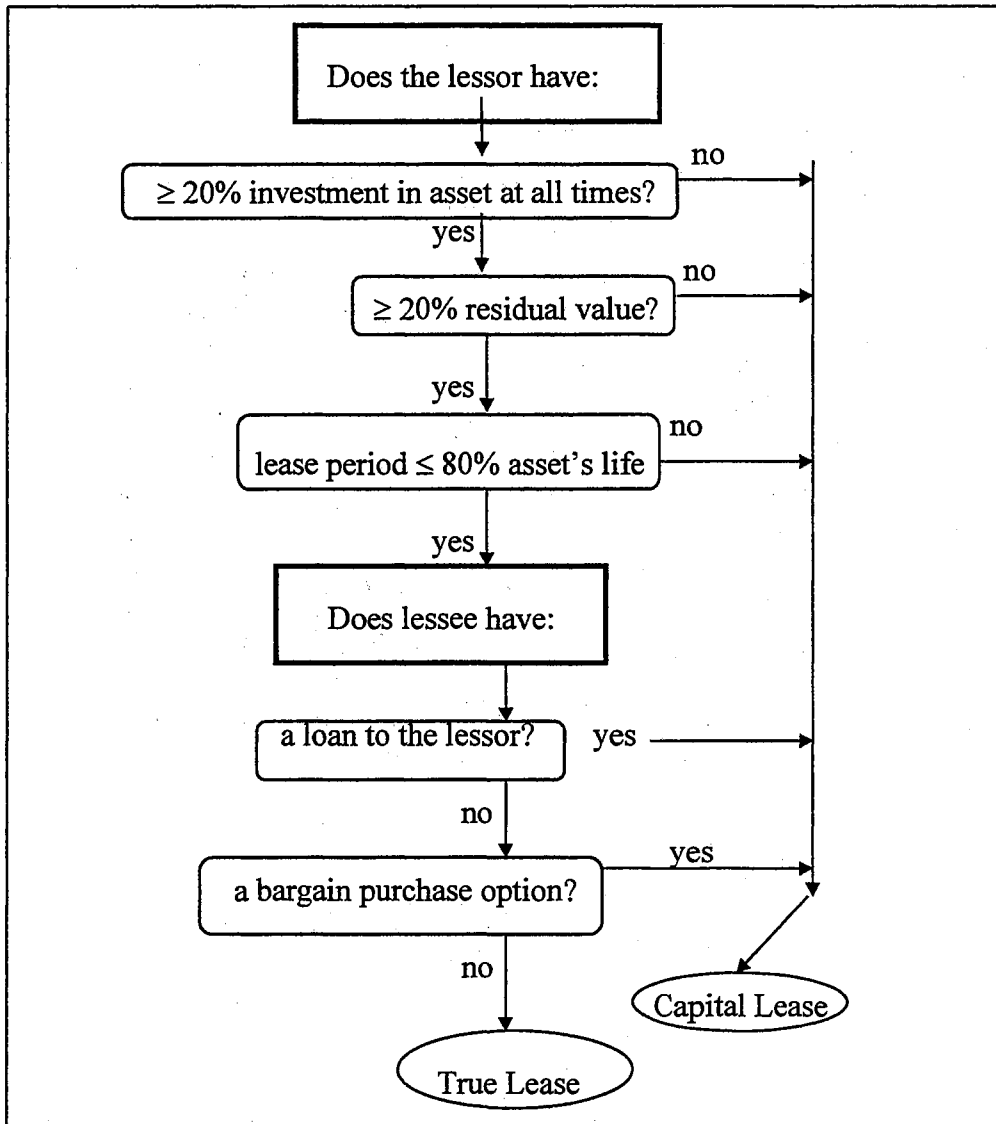 Does the lessor have:
no
≥ 20% investment in asset at all times?
yes
no
≥ 20% residual value?
yes
no
lease period ≤ 80% asset's life
yes
Does lessee have:
a loan to the lessor?
yes
no
yes
a bargain purchase option?
no
Capital Lease
True Lease